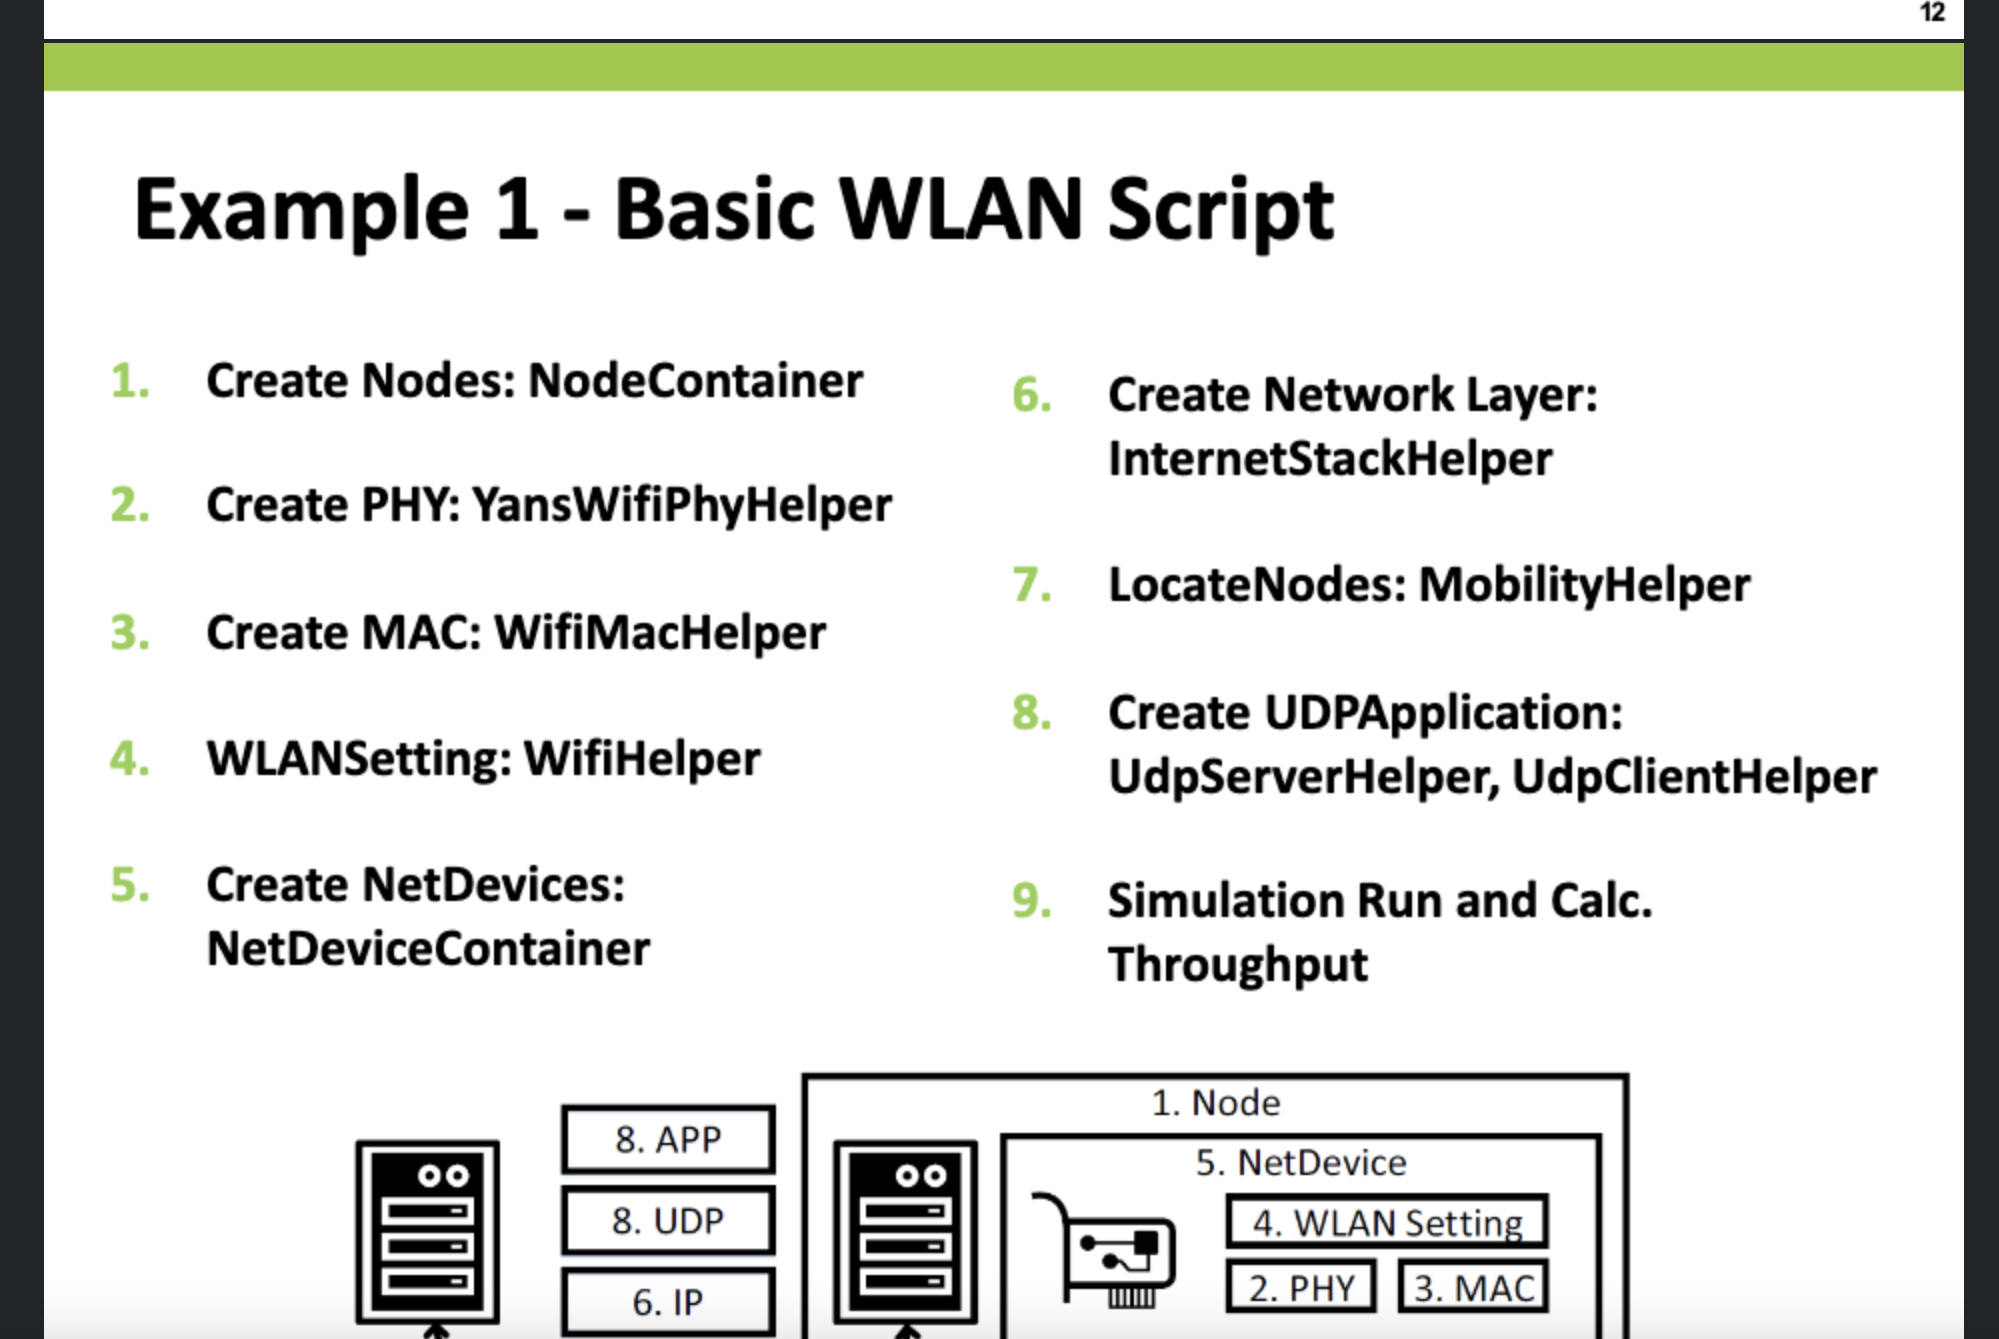 12
Example 1 - Basic WLAN Script
1. Create Nodes: NodeContainer
2. Create PHY: YansWifiPhyHelper
3. Create MAC: WifiMacHelper
4. WLANSetting: WifiHelper
5. Create NetDevices:
NetDeviceContainer
6. Create Network Layer:
InternetStackHelper
7. LocateNodes: MobilityHelper
8. Create UDPApplication:
UdpServerHelper, UdpClientHelper
9. Simulation Run and Calc.
Throughput
8. APP
8. UDP
6. IP
1. Node
5. NetDevice
4. WLAN Setting
2. PHY
3. MAC